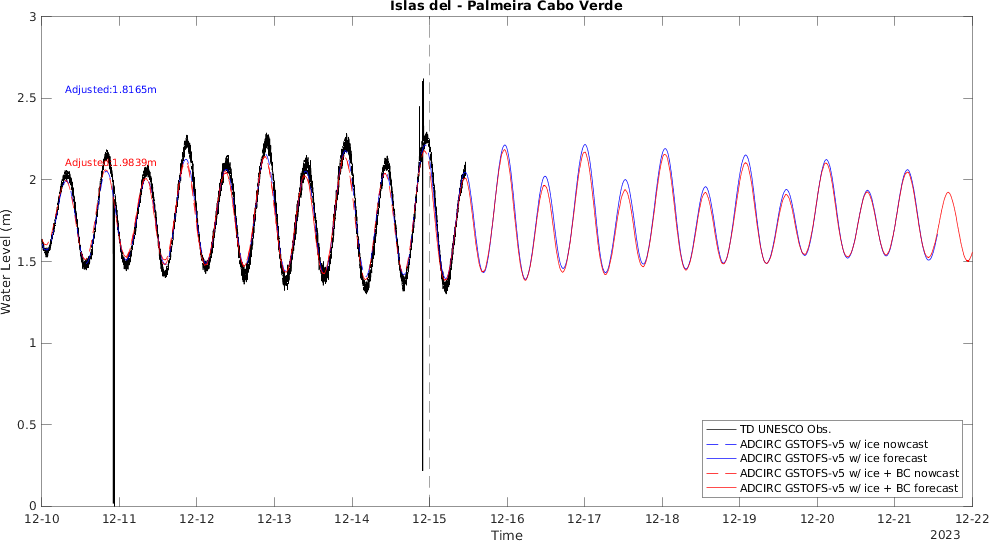 Islas del - Palmeira Cabo Verde
3
2.5
2
1.5
1
0.5
0
Water Level (m)
Adjusted:1.8165m
Adjusted:1.9839m
TD UNESCO Obs.
ADCIRC GSTOFS-v5 w/ ice nowcast
ADCIRC GSTOFS-v5 w/ ice forecast
ADCIRC GSTOFS-v5 w/ ice + BC nowcast
ADCIRC GSTOFS-v5 w/ ice + BC forecast
12-10 12-11 12-12 12-13 12-14 12-15 12-16 12-17 12-18 12-19 12-20 12-21 12-22
Time
2023